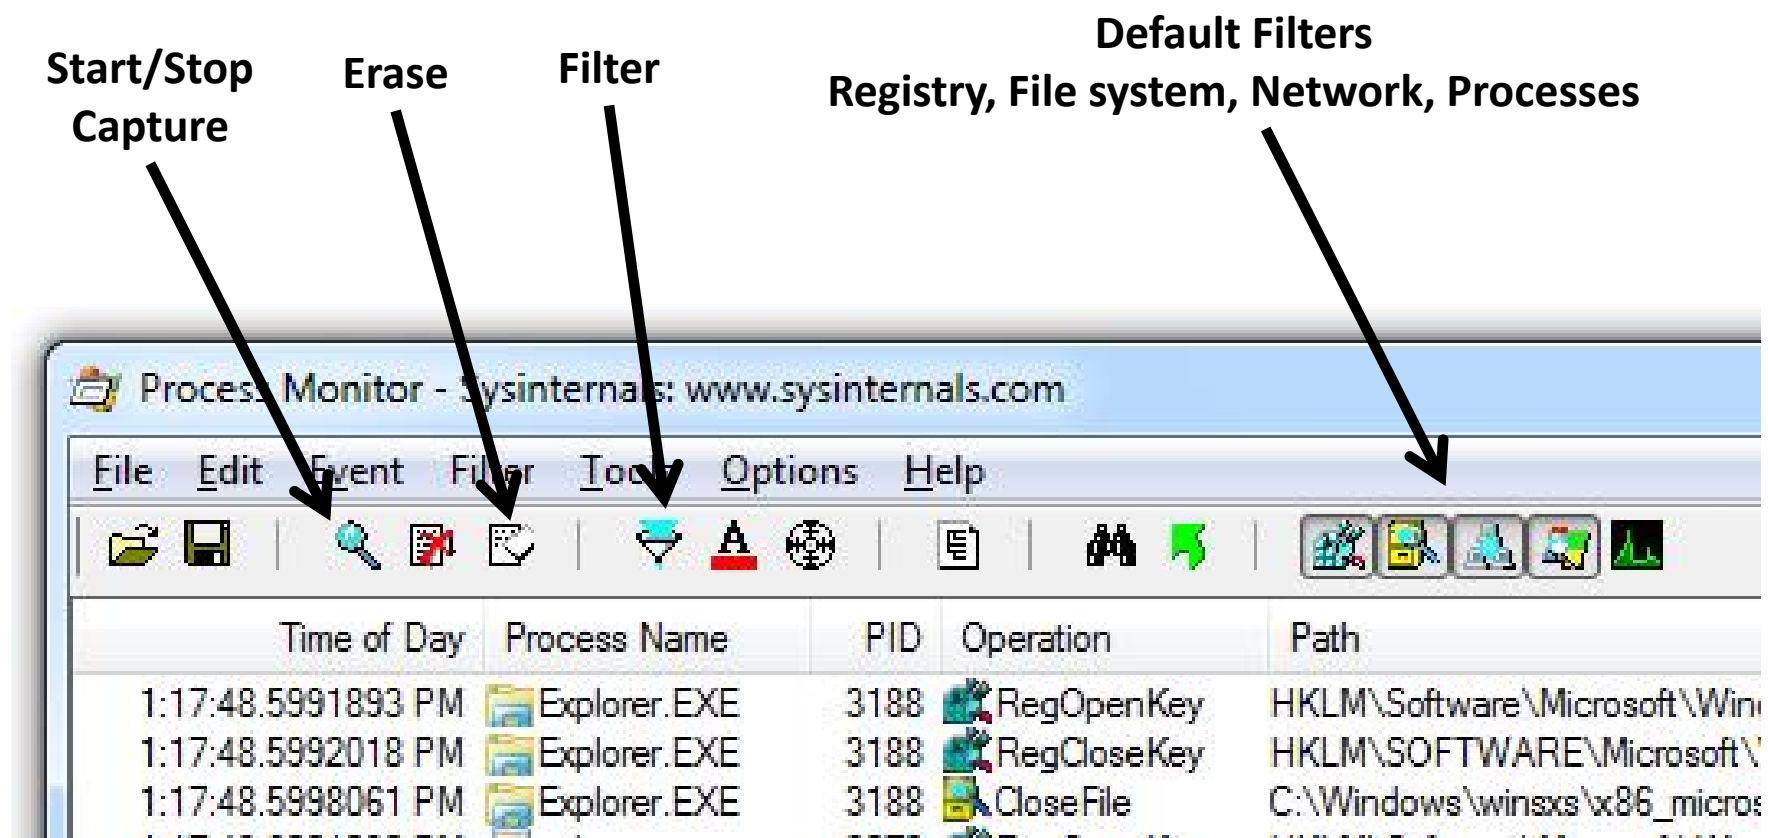 Default Filters
Start/Stop Erase Filter Registry, File system, Network, Processes
Capture
Process Monitor - Sysinternals: www.sysinternals.com
File Edit Event Filter Tools Options Help
Time of Day Process Name PID Operation Path
1:17:48.5991893 PM Explorer.EXE 3188 RegOpenKey HKLM\Software\Microsoft\Win
1:17:48.5992018 PM Explorer.EXE 3188 RegCloseKey HKLM\SOFTWARE\Microsoft\
1:17:48.5998061 PM Explorer.EXE 3188 CloseFile C:\Windows\winsxs\x86_micros